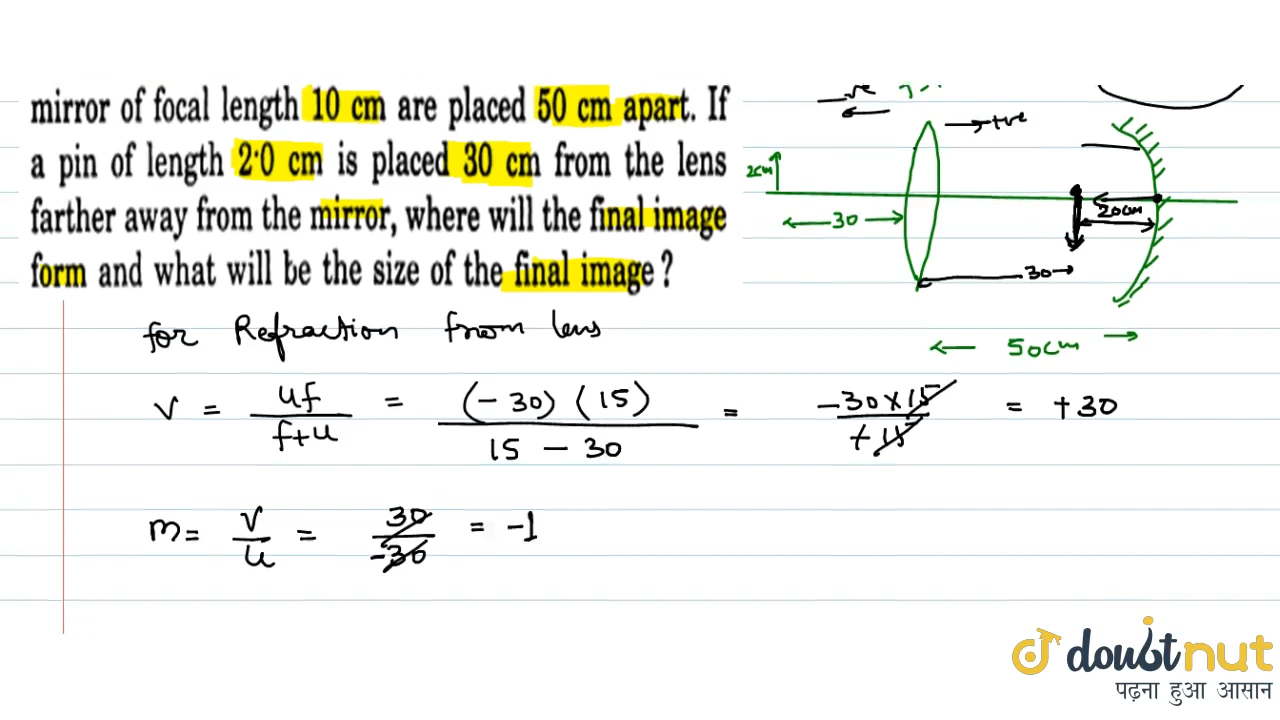 mirror of focal length 10 cm are placed 50 cm apart. If
a pin of length 2·0 cm is placed 30 cm from the lens
farther away from the mirror, where will the final image
form and what will be the size of the final image?
-ve
+ve
2cm
30
20cm
30
50cm
for Refraction from lens
v = uf / f+u = (-30) (15) / 15 - 30 = -30×15 / +15 = +30
m = v / u = 30 / -30 = -1
doubtnut
पढ़ना हुआ आसान